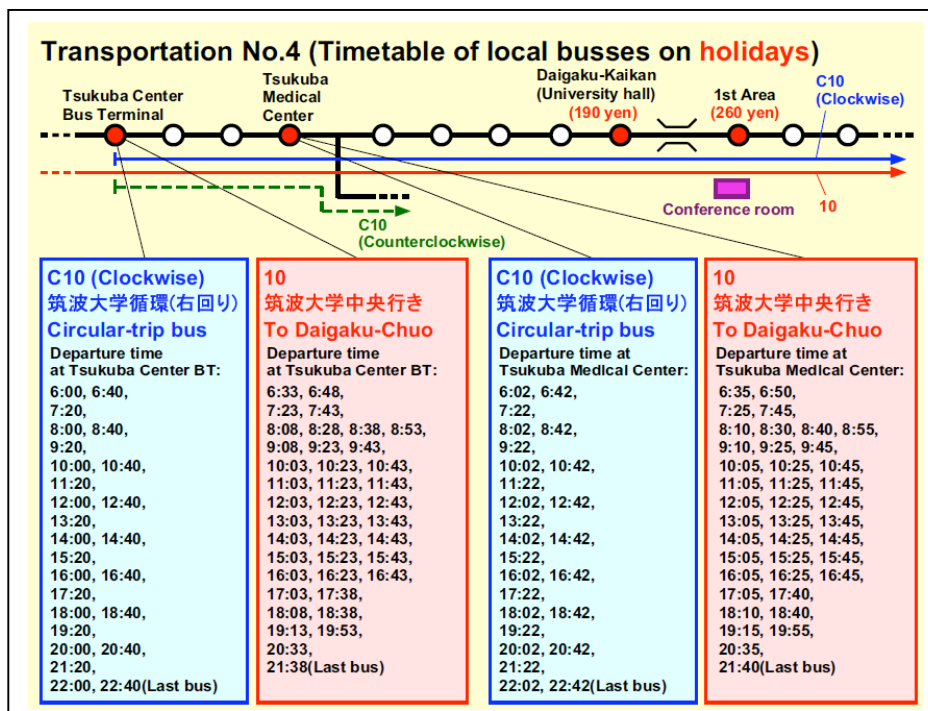 Transportation No.4 (Timetable of local busses on holidays)
Tsukuba Center
Bus Terminal
Tsukuba
Medical
Center
Daigaku-Kaikan
(University hall)
(190 yen)
1st Area
(260 yen)
C10
(Clockwise)
C10
(Counterclockwise)
Conference room
10
C10 (Clockwise)
筑波大学循環(右回り)
Circular-trip bus
Departure time
at Tsukuba Center BT:
6:00, 6:40,
7:20,
8:00, 8:40,
9:20,
10:00, 10:40,
11:20,
12:00, 12:40,
13:20,
14:00, 14:40,
15:20,
16:00, 16:40,
17:20,
18:00, 18:40,
19:20,
20:00, 20:40,
21:20,
22:00, 22:40(Last bus)
10
筑波大学中央行き
To Daigaku-Chuo
Departure time
at Tsukuba Center BT:
6:33, 6:48,
7:23, 7:43,
8:08, 8:28, 8:38, 8:53,
9:08, 9:23, 9:43,
10:03, 10:23, 10:43,
11:03, 11:23, 11:43,
12:03, 12:23, 12:43,
13:03, 13:23, 13:43,
14:03, 14:23, 14:43,
15:03, 15:23, 15:43,
16:03, 16:23, 16:43,
17:03, 17:38,
18:08, 18:38,
19:13, 19:53,
20:33,
21:38(Last bus)
C10 (Clockwise)
筑波大学循環(右回り)
Circular-trip bus
Departure time at
Tsukuba Medical Center:
6:02, 6:42,
7:22,
8:02, 8:42,
9:22,
10:02, 10:42,
11:22,
12:02, 12:42,
13:22,
14:02, 14:42,
15:22,
16:02, 16:42,
17:22,
18:02, 18:42,
19:22,
20:02, 20:42,
21:22,
22:02, 22:42(Last bus)
10
筑波大学中央行き
To Daigaku-Chuo
Departure time at
Tsukuba Medical Center:
6:35, 6:50,
7:25, 7:45,
8:10, 8:30, 8:40, 8:55,
9:10, 9:25, 9:45,
10:05, 10:25, 10:45,
11:05, 11:25, 11:45,
12:05, 12:25, 12:45,
13:05, 13:25, 13:45,
14:05, 14:25, 14:45,
15:05, 15:25, 15:45,
16:05, 16:25, 16:45,
17:05, 17:40,
18:10, 18:40,
19:15, 19:55,
20:35,
21:40(Last bus)